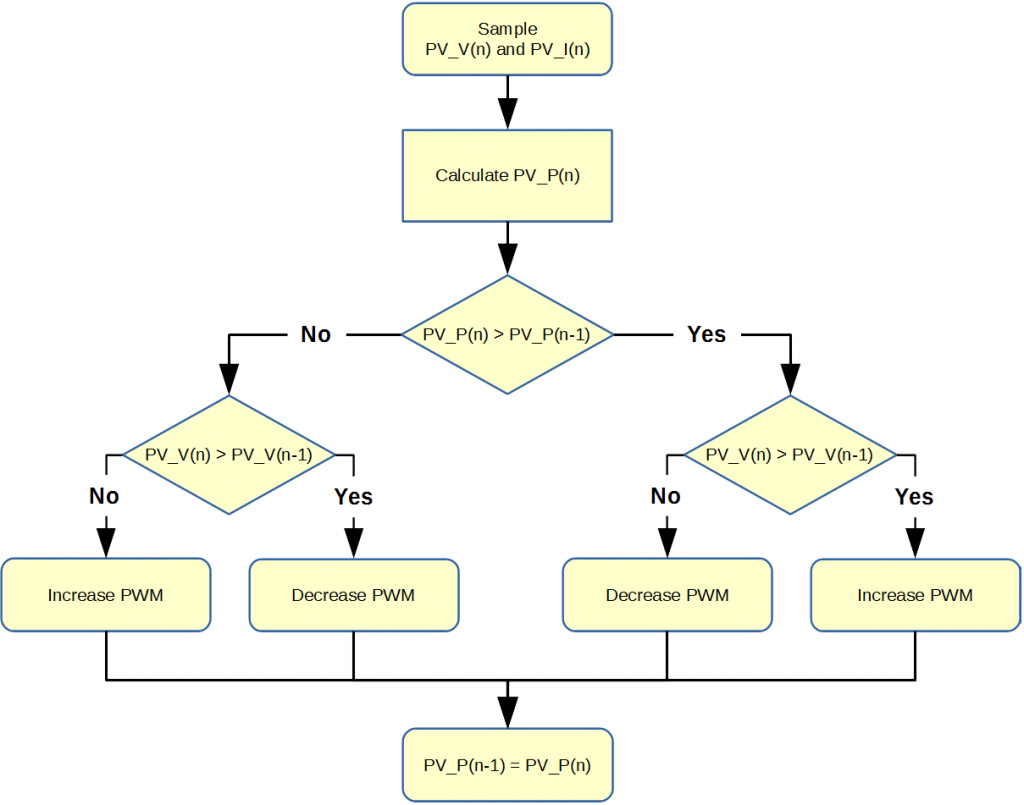 Sample
PV_V(n) and PV_I(n)
Calculate PV_P(n)
PV_P(n) > PV_P(n-1)
No
Yes
PV_V(n) > PV_V(n-1)
PV_V(n) > PV_V(n-1)
No
Yes
No
Yes
Increase PWM
Decrease PWM
Decrease PWM
Increase PWM
PV_P(n-1) = PV_P(n)